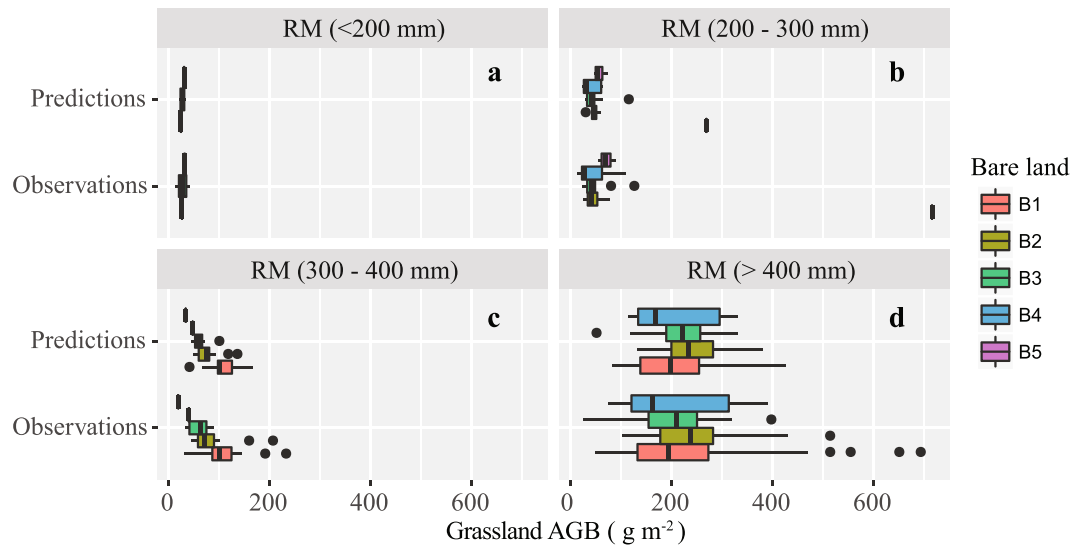 RM (<200 mm)
RM (200 - 300 mm)
a
b
Predictions
Observations
RM (300 - 400 mm)
RM (> 400 mm)
c
d
Predictions
Observations
0 200 400 600
0 200 400 600
Grassland AGB ( g m-2 )
Bare land
B1
B2
B3
B4
B5